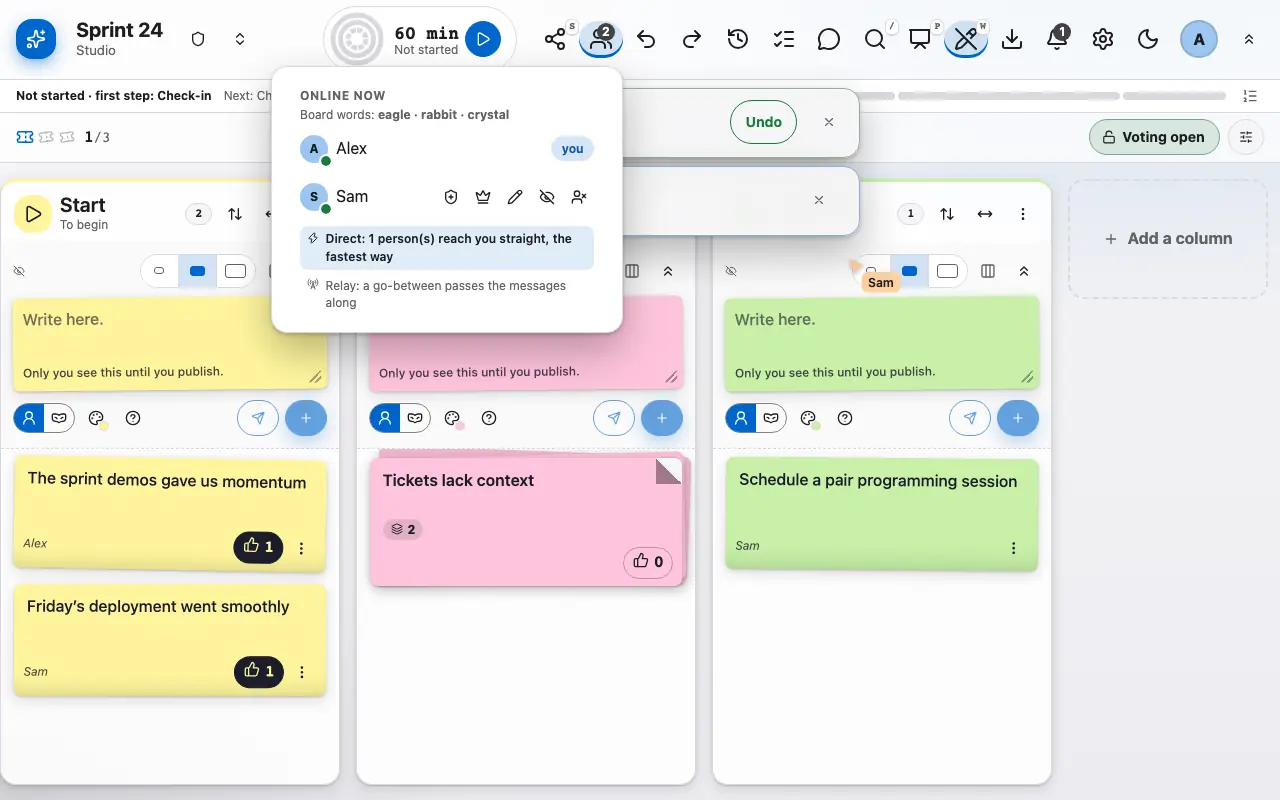 Sprint 24
Studio
60 min
Not started
S
2
/
P
W
1
A
Not started · first step: Check-in
Next: Ch
1/3
Voting open
ONLINE NOW
Board words: eagle · rabbit · crystal
A
Alex
you
S
Sam
Direct: 1 person(s) reach you straight, the
fastest way
Relay: a go-between passes the messages
along
Undo
Start
To begin
2
1
Add a column
Sam
Write here.
Only you see this until you publish.
Only you see this until you publish.
Write here.
Only you see this until you publish.
The sprint demos gave us momentum
Alex
1
Friday’s deployment went smoothly
Sam
1
Tickets lack context
2
0
Schedule a pair programming session
Sam